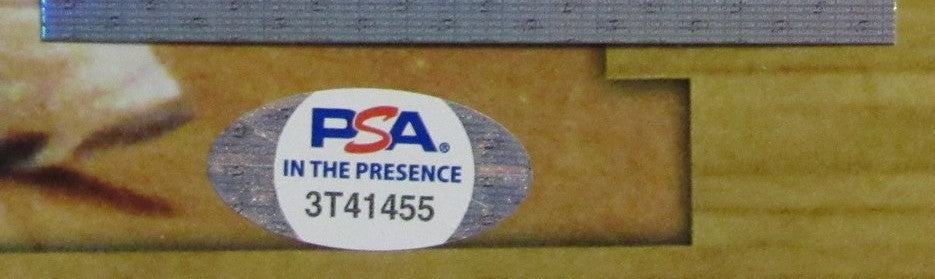 PSA®
IN THE PRESENCE
3T41455